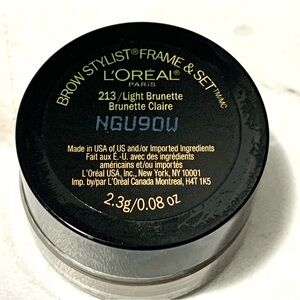 BROW STYLIST FRAME & SET™/MC
L'ORÉAL
PARIS
213 /Light Brunette
Brunette Claire
NGU90W
Made in USA of US and/or Imported Ingredients
Fait aux É.-U. avec des ingrédients
américains et/ou importés
L'Oréal USA, Inc., New York, NY 10001
Imp. by/par L'Oréal Canada Montreal, H4T 1K5
2.3g/0.08 oz